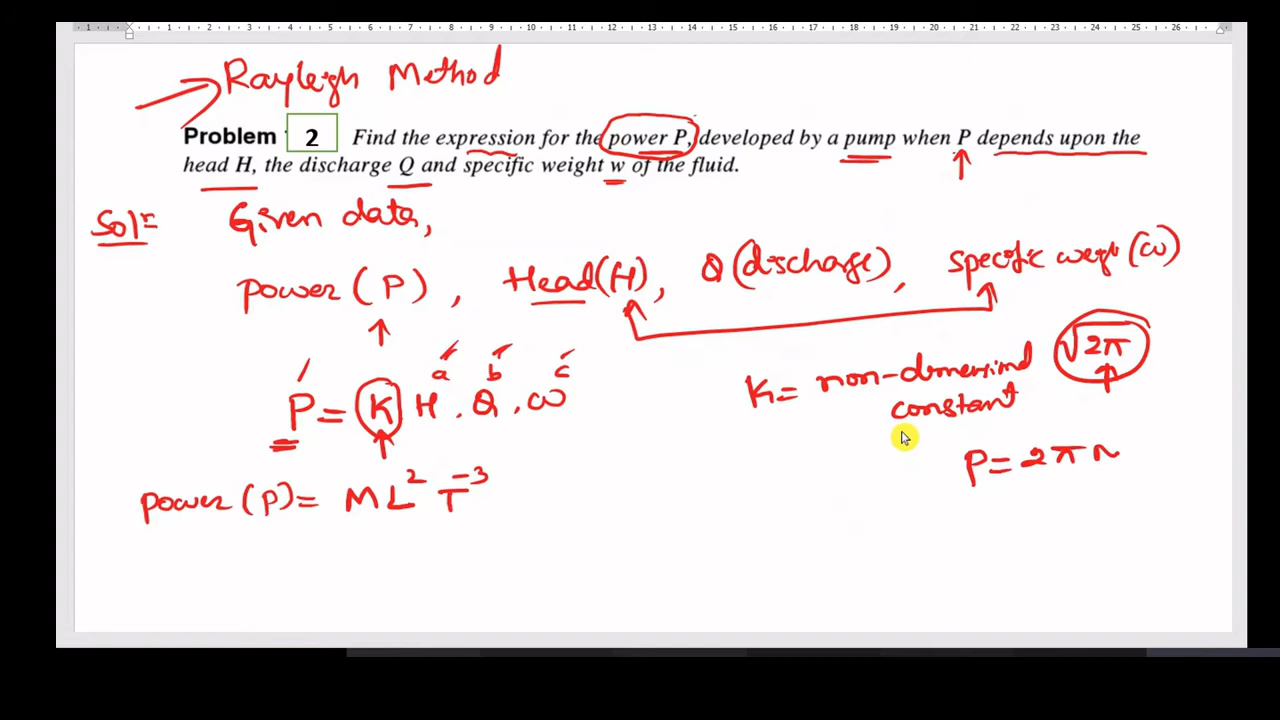 Rayleigh Method
Problem 2 Find the expression for the power P, developed by a pump when P depends upon the
head H, the discharge Q and specific weight w of the fluid.
Sol= Given data,
power (P), Head(H), Q (discharge), specific weight (ω)
P = K H^a . Q^b . ω^c
K = non-dimensional constant √2π
P = 2πN
power (P) = M L^2 T^-3